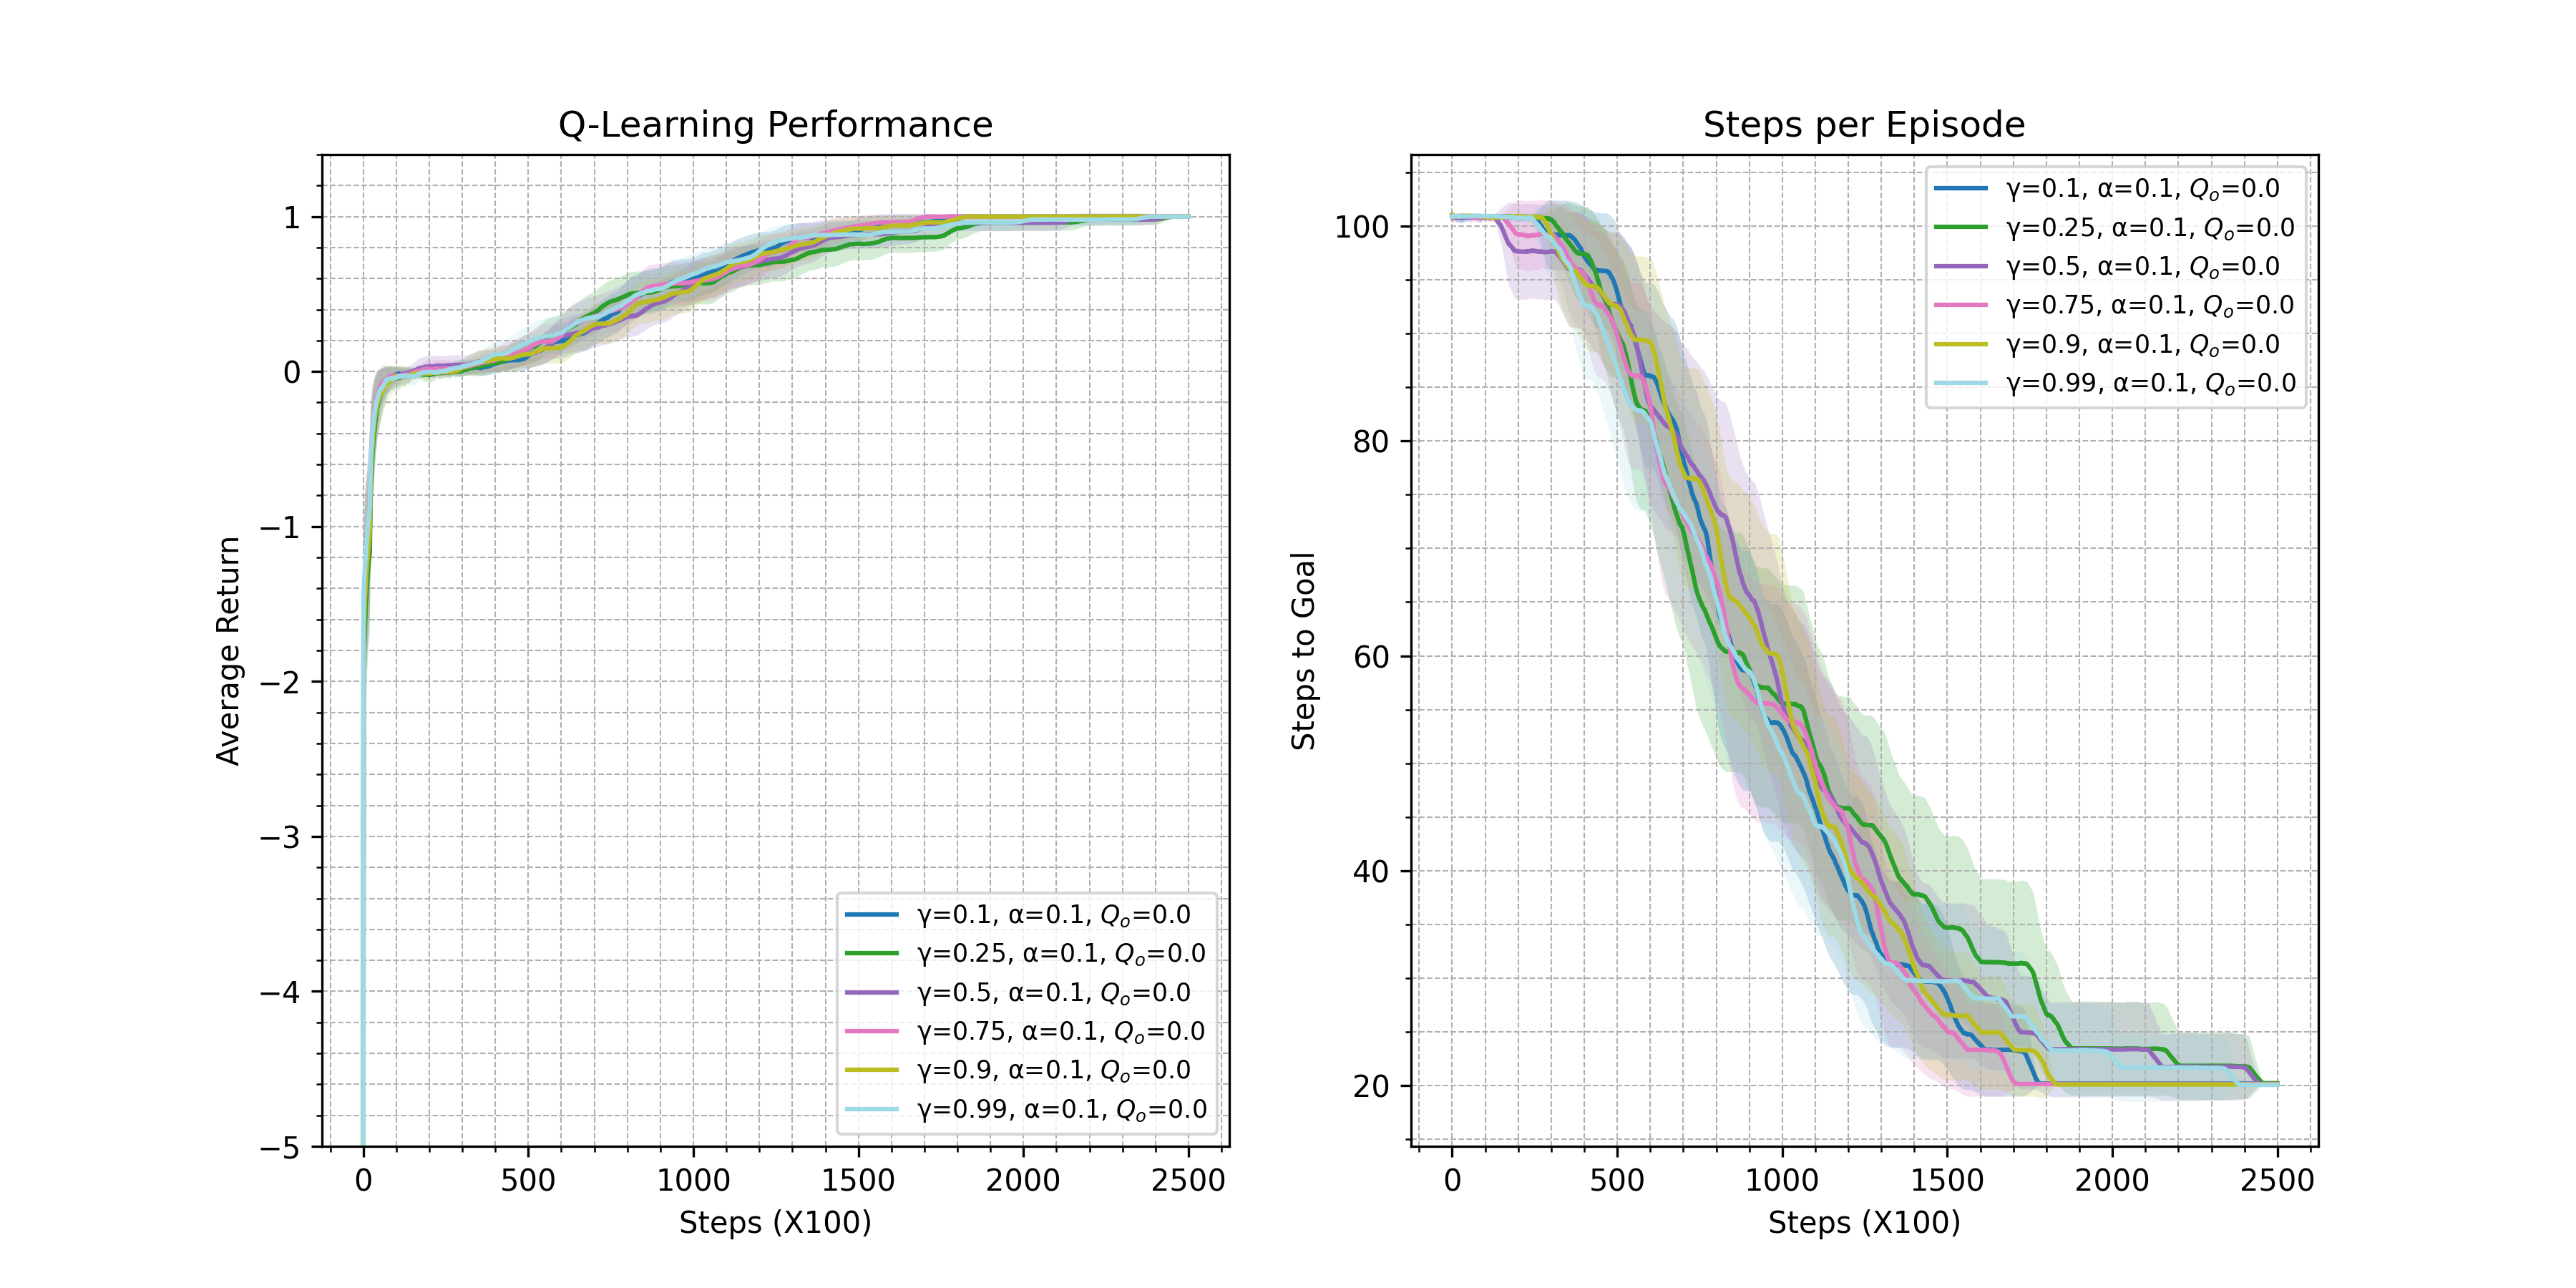 Q-Learning Performance
Average Return
1
0
−1
−2
−3
−4
−5
γ=0.1, α=0.1, Qₒ=0.0
γ=0.25, α=0.1, Qₒ=0.0
γ=0.5, α=0.1, Qₒ=0.0
γ=0.75, α=0.1, Qₒ=0.0
γ=0.9, α=0.1, Qₒ=0.0
γ=0.99, α=0.1, Qₒ=0.0
0 500 1000 1500 2000 2500
Steps (X100)
Steps per Episode
Steps to Goal
100
80
60
40
20
γ=0.1, α=0.1, Qₒ=0.0
γ=0.25, α=0.1, Qₒ=0.0
γ=0.5, α=0.1, Qₒ=0.0
γ=0.75, α=0.1, Qₒ=0.0
γ=0.9, α=0.1, Qₒ=0.0
γ=0.99, α=0.1, Qₒ=0.0
0 500 1000 1500 2000 2500
Steps (X100)